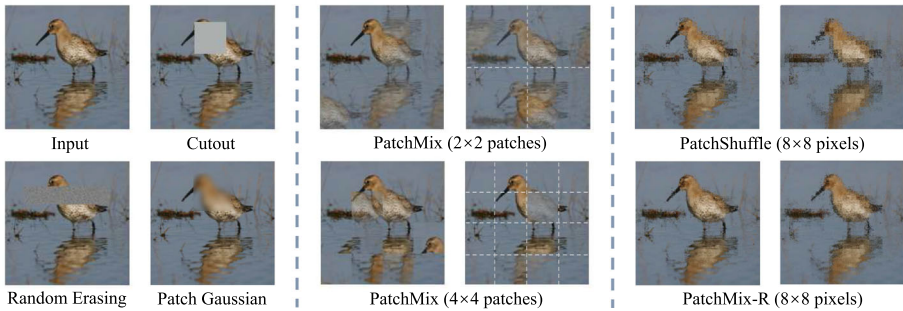 Input
Cutout
PatchMix (2×2 patches)
PatchShuffle (8×8 pixels)
Random Erasing
Patch Gaussian
PatchMix (4×4 patches)
PatchMix-R (8×8 pixels)